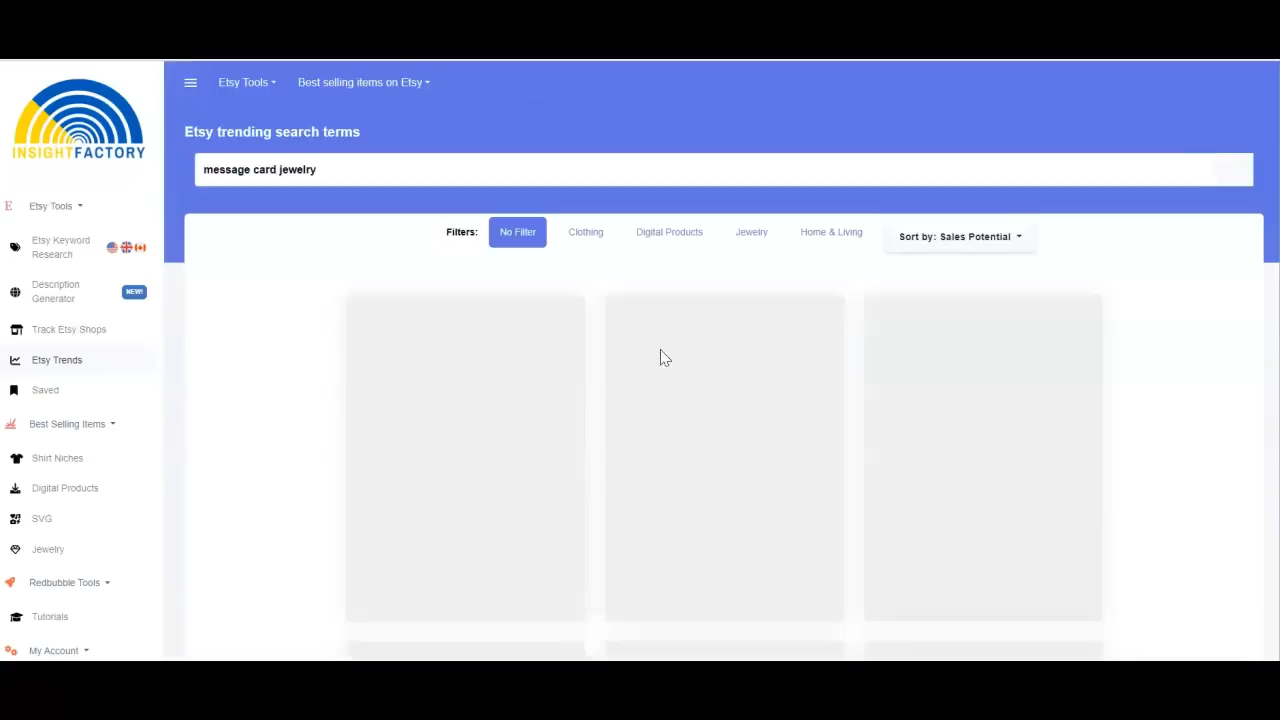 Etsy Tools
Best selling items on Etsy
Etsy trending search terms
message card jewelry
Filters:
No Filter
Clothing
Digital Products
Jewelry
Home & Living
Sort by: Sales Potential
INSIGHTFACTORY
E
Etsy Tools
Etsy Keyword
Research
Description
Generator
NEW!
Track Etsy Shops
Etsy Trends
Saved
Best Selling Items
Shirt Niches
Digital Products
SVG
Jewelry
Redbubble Tools
Tutorials
My Account